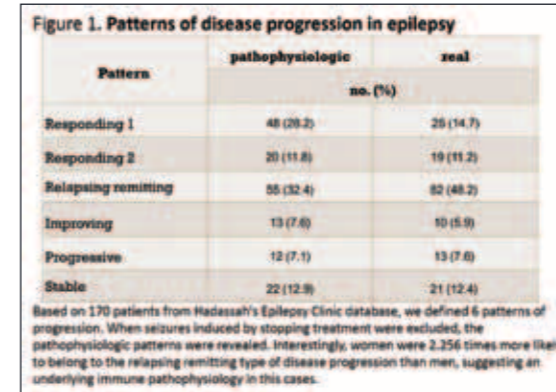 Figure 1. Patterns of disease progression in epilepsy
Pattern pathophysiologic real
no. (%)
Responding 1 48 (28.2) 25 (14.7)
Responding 2 20 (11.8) 19 (11.2)
Relapsing remitting 55 (32.4) 82 (48.2)
Improving 13 (7.6) 10 (5.9)
Progressive 12 (7.1) 13 (7.6)
Stable 22 (12.9) 21 (12.4)
Based on 170 patients from Hadassah's Epilepsy Clinic database, we defined 6 patterns of
progression. When seizures induced by stopping treatment were excluded, the
pathophysiologic patterns were revealed. Interestingly, women were 2.256 times more likel
to belong to the relapsing remitting type of disease progression than men, suggesting an
underlying immune pathophysiology in this cases.